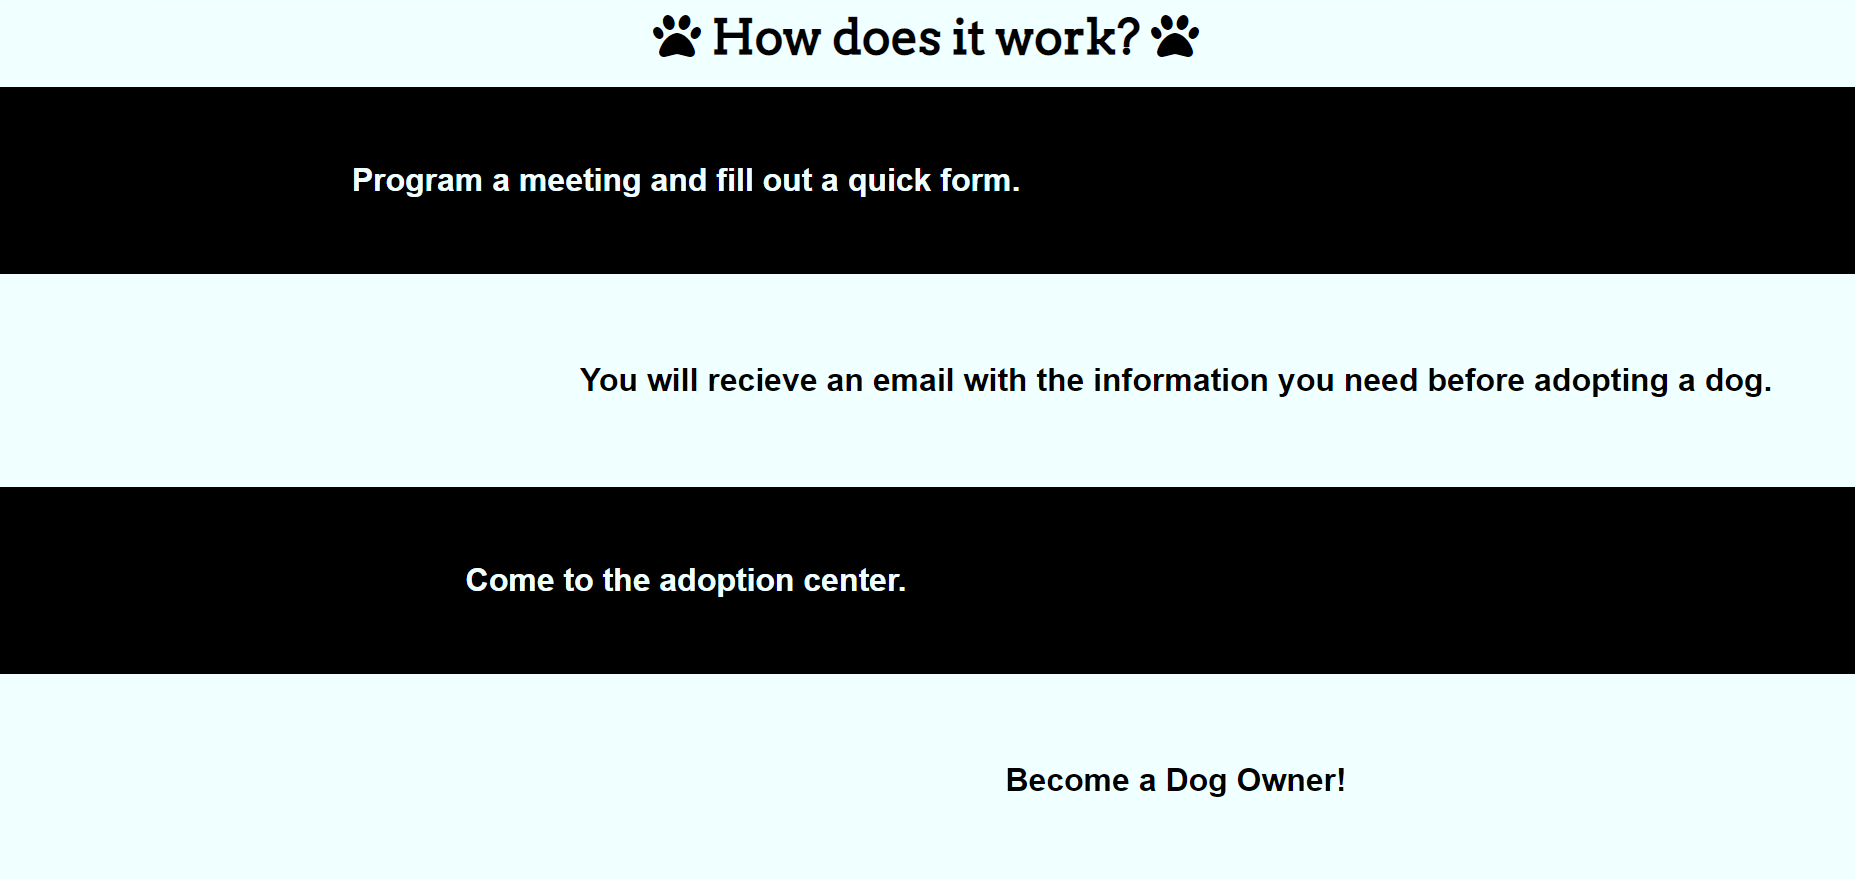 How does it work?
Program a meeting and fill out a quick form.
You will recieve an email with the information you need before adopting a dog.
Come to the adoption center.
Become a Dog Owner!